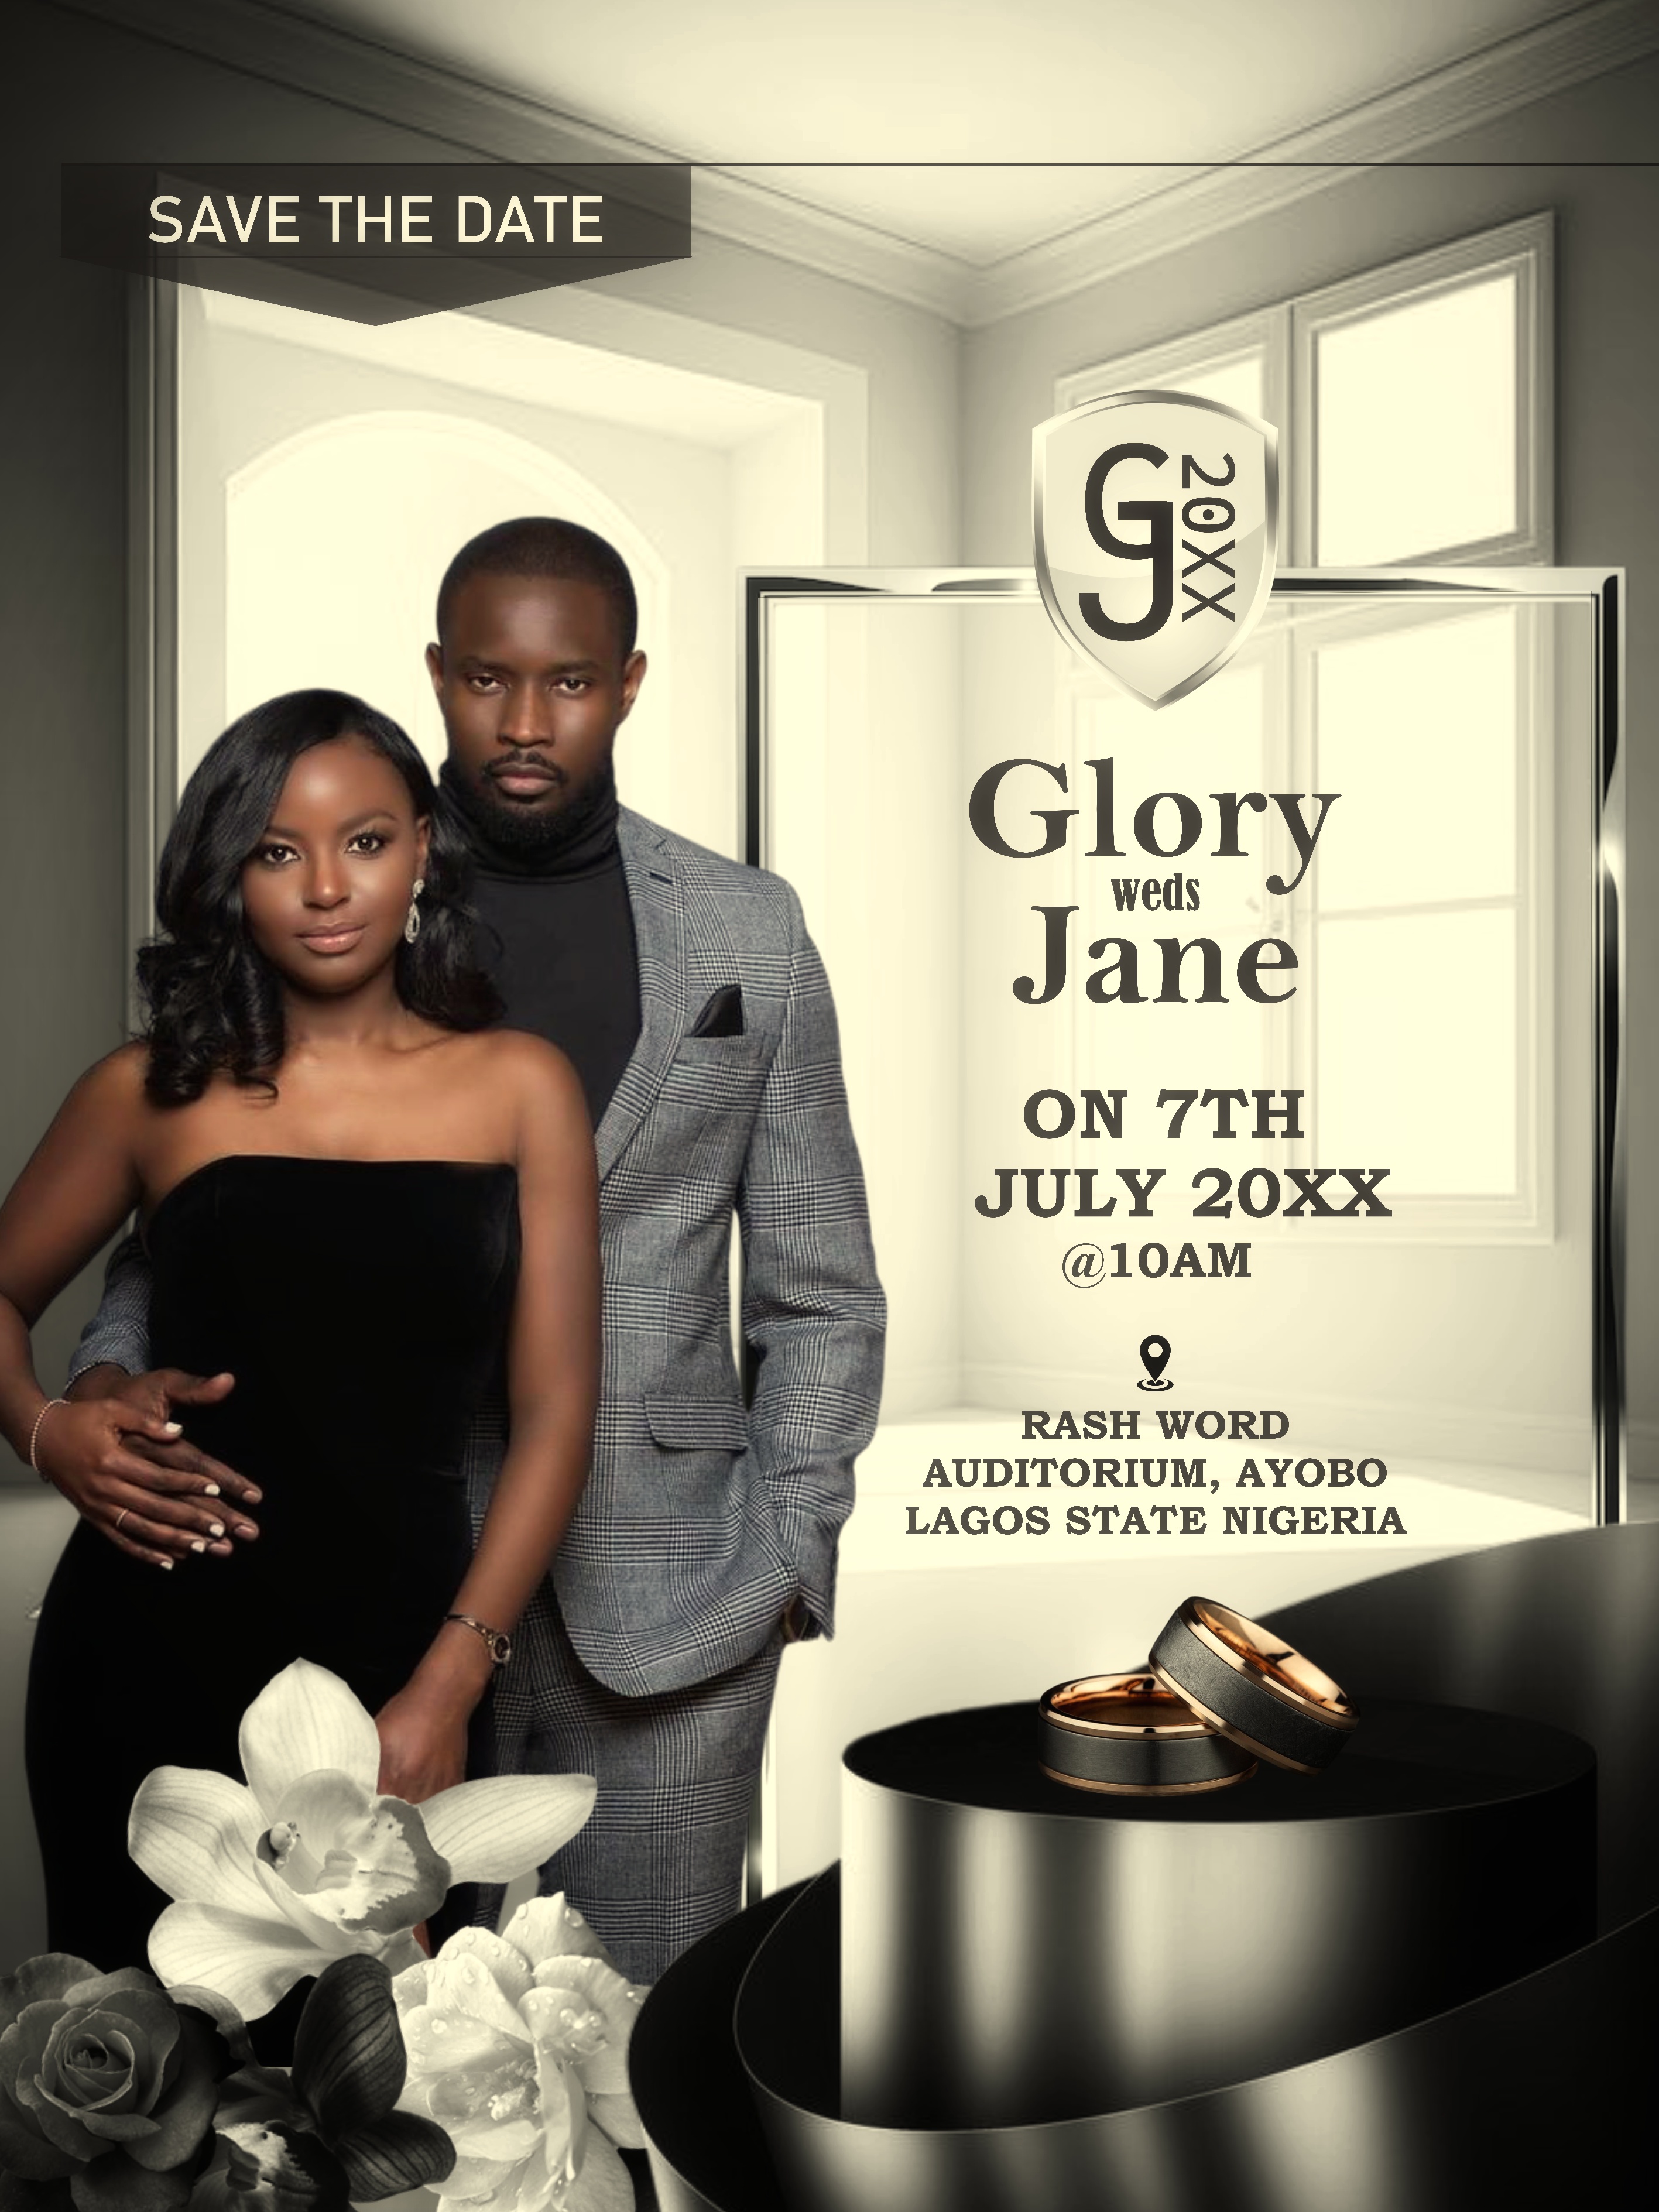 SAVE THE DATE
GJ
20XX
Glory
weds
Jane
ON 7TH
JULY 20XX
@10AM
RASH WORD
AUDITORIUM, AYOBO
LAGOS STATE NIGERIA